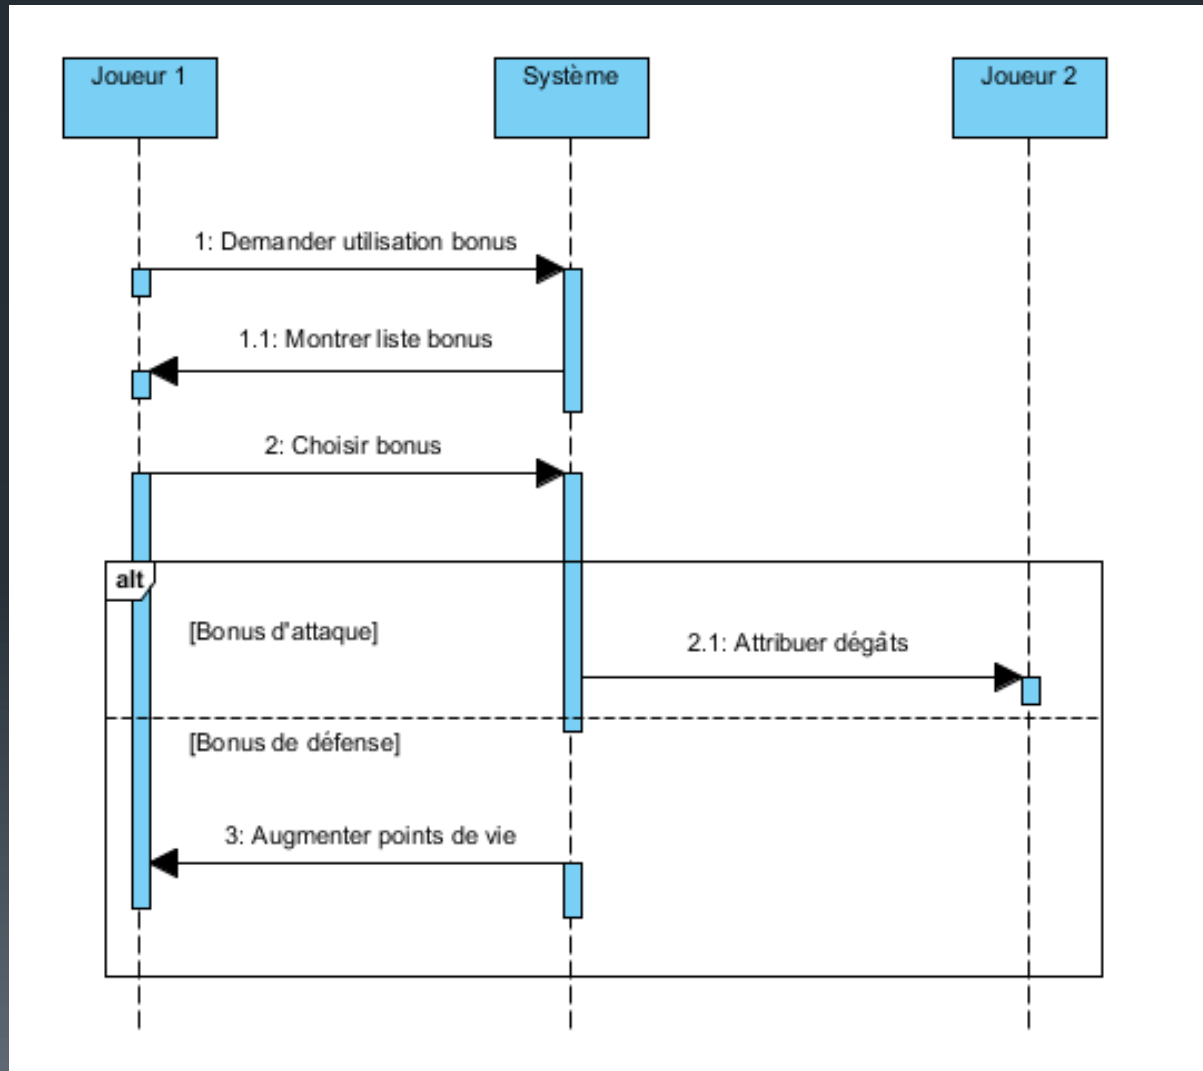 Joueur 1
Système
Joueur 2
1: Demander utilisation bonus
1.1: Montrer liste bonus
2: Choisir bonus
alt
[Bonus d"attaque]
2.1: Attribuer dégâts
[Bonus de défense]
3: Augmenter points de vie